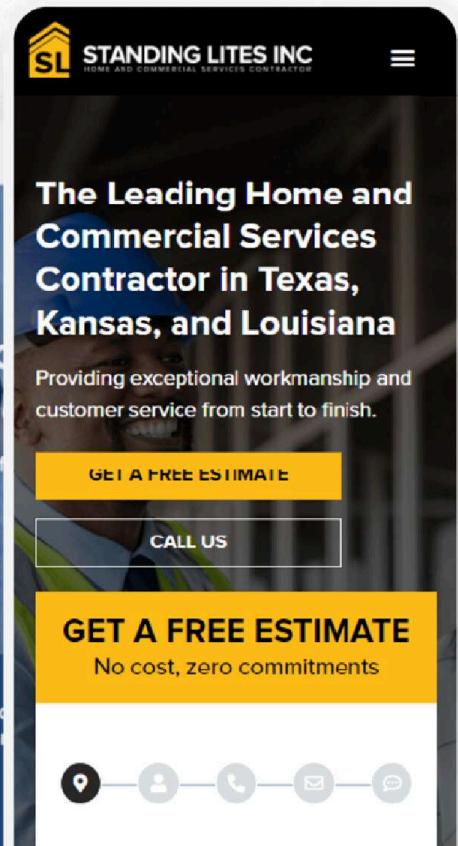 SL STANDING LITES INC
HOME AND COMMERCIAL SERVICES CONTRACTOR
The Leading Home and
Commercial Services
Contractor in Texas,
Kansas, and Louisiana
Providing exceptional workmanship and
customer service from start to finish.
GET A FREE ESTIMATE
CALL US
GET A FREE ESTIMATE
No cost, zero commitments